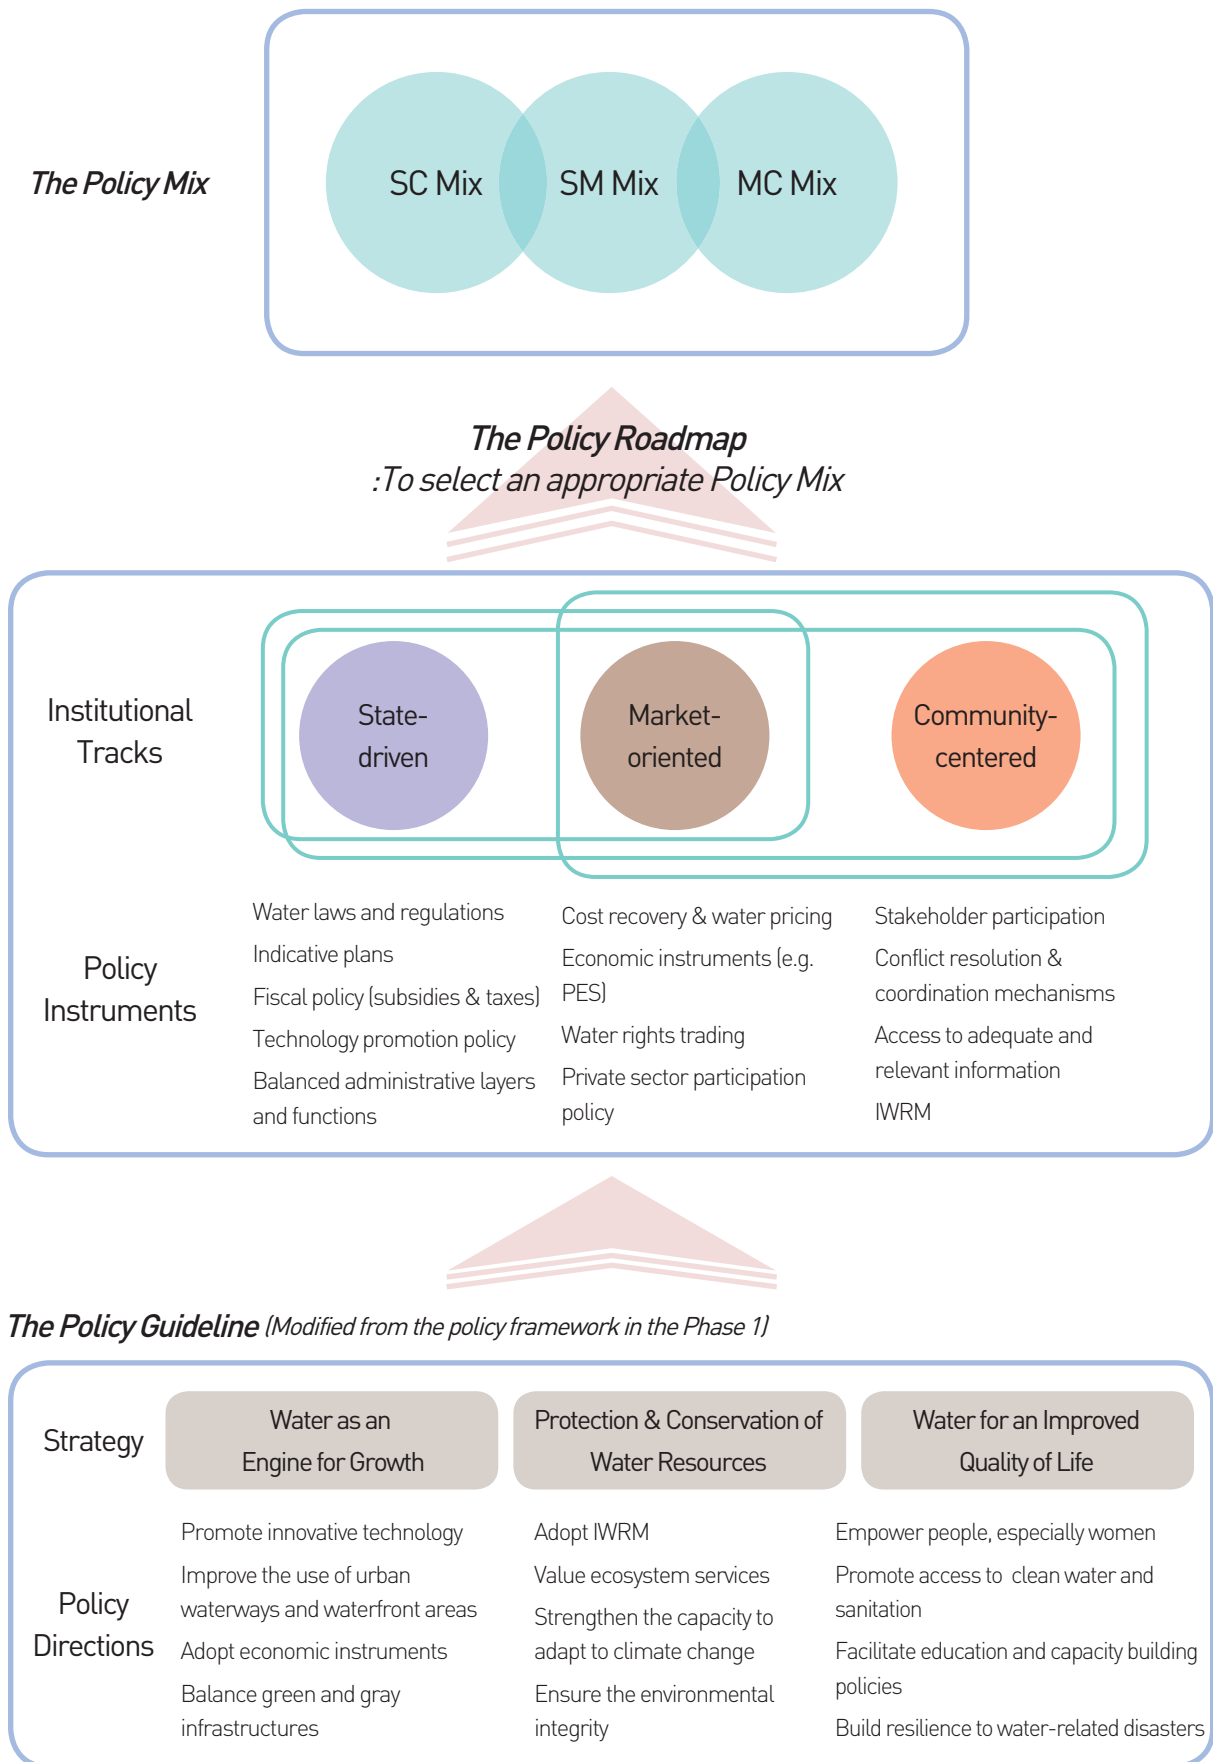 The Policy Mix
SC Mix
SM Mix
MC Mix
The Policy Roadmap
:To select an appropriate Policy Mix
Institutional
Tracks
State-
driven
Market-
oriented
Community-
centered
Policy
Instruments
Water laws and regulations
Indicative plans
Fiscal policy (subsidies & taxes)
Technology promotion policy
Balanced administrative layers
and functions
Cost recovery & water pricing
Economic instruments (e.g.
PES)
Water rights trading
Private sector participation
policy
Stakeholder participation
Conflict resolution &
coordination mechanisms
Access to adequate and
relevant information
IWRM
The Policy Guideline (Modified from the policy framework in the Phase 1)
Strategy
Water as an
Engine for Growth
Protection & Conservation of
Water Resources
Water for an Improved
Quality of Life
Policy
Directions
Promote innovative technology
Improve the use of urban
waterways and waterfront areas
Adopt economic instruments
Balance green and gray
infrastructures
Adopt IWRM
Value ecosystem services
Strengthen the capacity to
adapt to climate change
Ensure the environmental
integrity
Empower people, especially women
Promote access to clean water and
sanitation
Facilitate education and capacity building
policies
Build resilience to water-related disasters